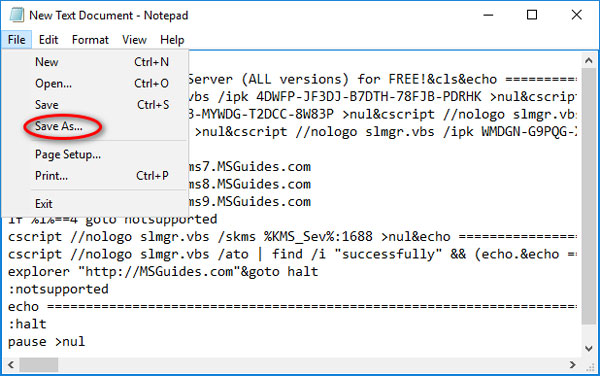 New Text Document - Notepad
File Edit Format View Help
New Ctrl+N
Open... Ctrl+O
Save Ctrl+S
Save As...
Page Setup...
Print... Ctrl+P
Exit
Server (ALL versions) for FREE!&cls&echo ===========
vbs /ipk 4DWFP-JF3DJ-B7DTH-78FJB-PDRHK >nul&cscript
3-MYWDG-T2DCC-8W83P >nul&cscript //nologo slmgr.vbs
>nul&cscript //nologo slmgr.vbs /ipk WMDGN-G9PQG-
ms7.MSGuides.com
ms8.MSGuides.com
ms9.MSGuides.com
if %i%==4 goto notsupported
cscript //nologo slmgr.vbs /skms %KMS_Sev%:1688 >nul&echo ================
cscript //nologo slmgr.vbs /ato | find /i "successfully" && (echo.&echo ==
explorer "http://MSGuides.com"&goto halt
:notsupported
echo =====================================================================
:halt
pause >nul